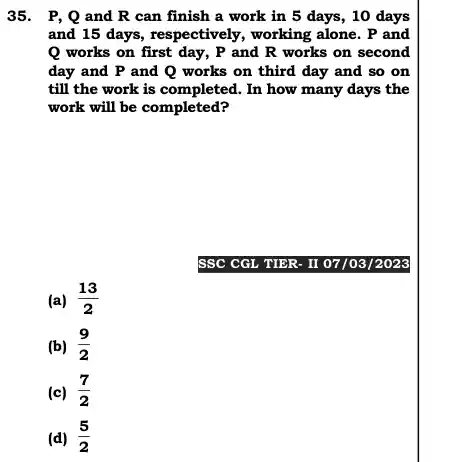 35. P, Q and R can finish a work in 5 days, 10 days
and 15 days, respectively, working alone. P and
Q works on first day, P and R works on second
day and P and Q works on third day and so on
till the work is completed. In how many days the
work will be completed?
SSC CGL TIER- II 07/03/2023
(a) 13/2
(b) 9/2
(c) 7/2
(d) 5/2